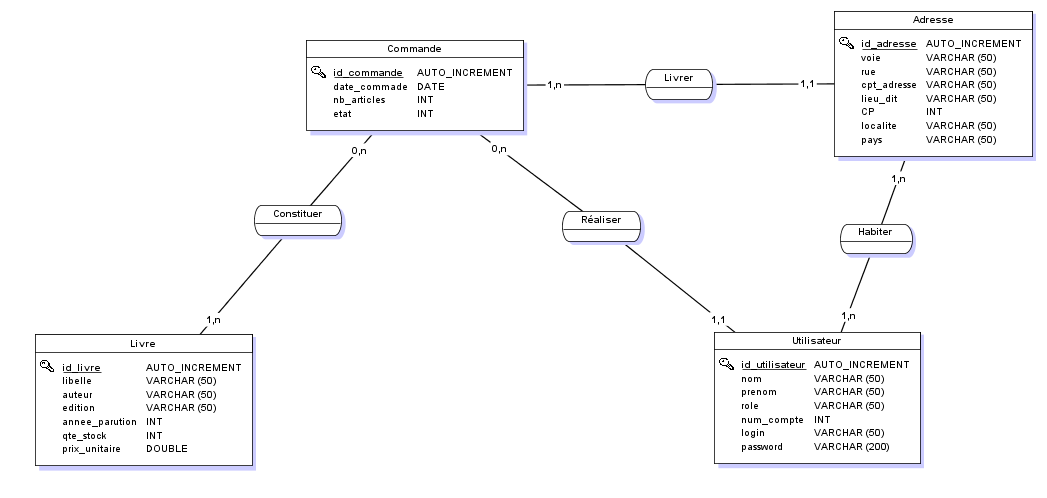 Commande
id_commande AUTO_INCREMENT
date_commade DATE
nb_articles INT
etat INT
1,n
Livrer
1,1
Adresse
id_adresse AUTO_INCREMENT
voie VARCHAR (50)
rue VARCHAR (50)
cpt_adresse VARCHAR (50)
lieu_dit VARCHAR (50)
CP INT
localite VARCHAR (50)
pays VARCHAR (50)
0,n
0,n
1,n
Constituer
Réaliser
Habiter
1,n
1,1
1,n
Livre
id_livre AUTO_INCREMENT
libelle VARCHAR (50)
auteur VARCHAR (50)
edition VARCHAR (50)
annee_parution INT
qte_stock INT
prix_unitaire DOUBLE
Utilisateur
id_utilisateur AUTO_INCREMENT
nom VARCHAR (50)
prenom VARCHAR (50)
role VARCHAR (50)
num_compte INT
login VARCHAR (50)
password VARCHAR (200)